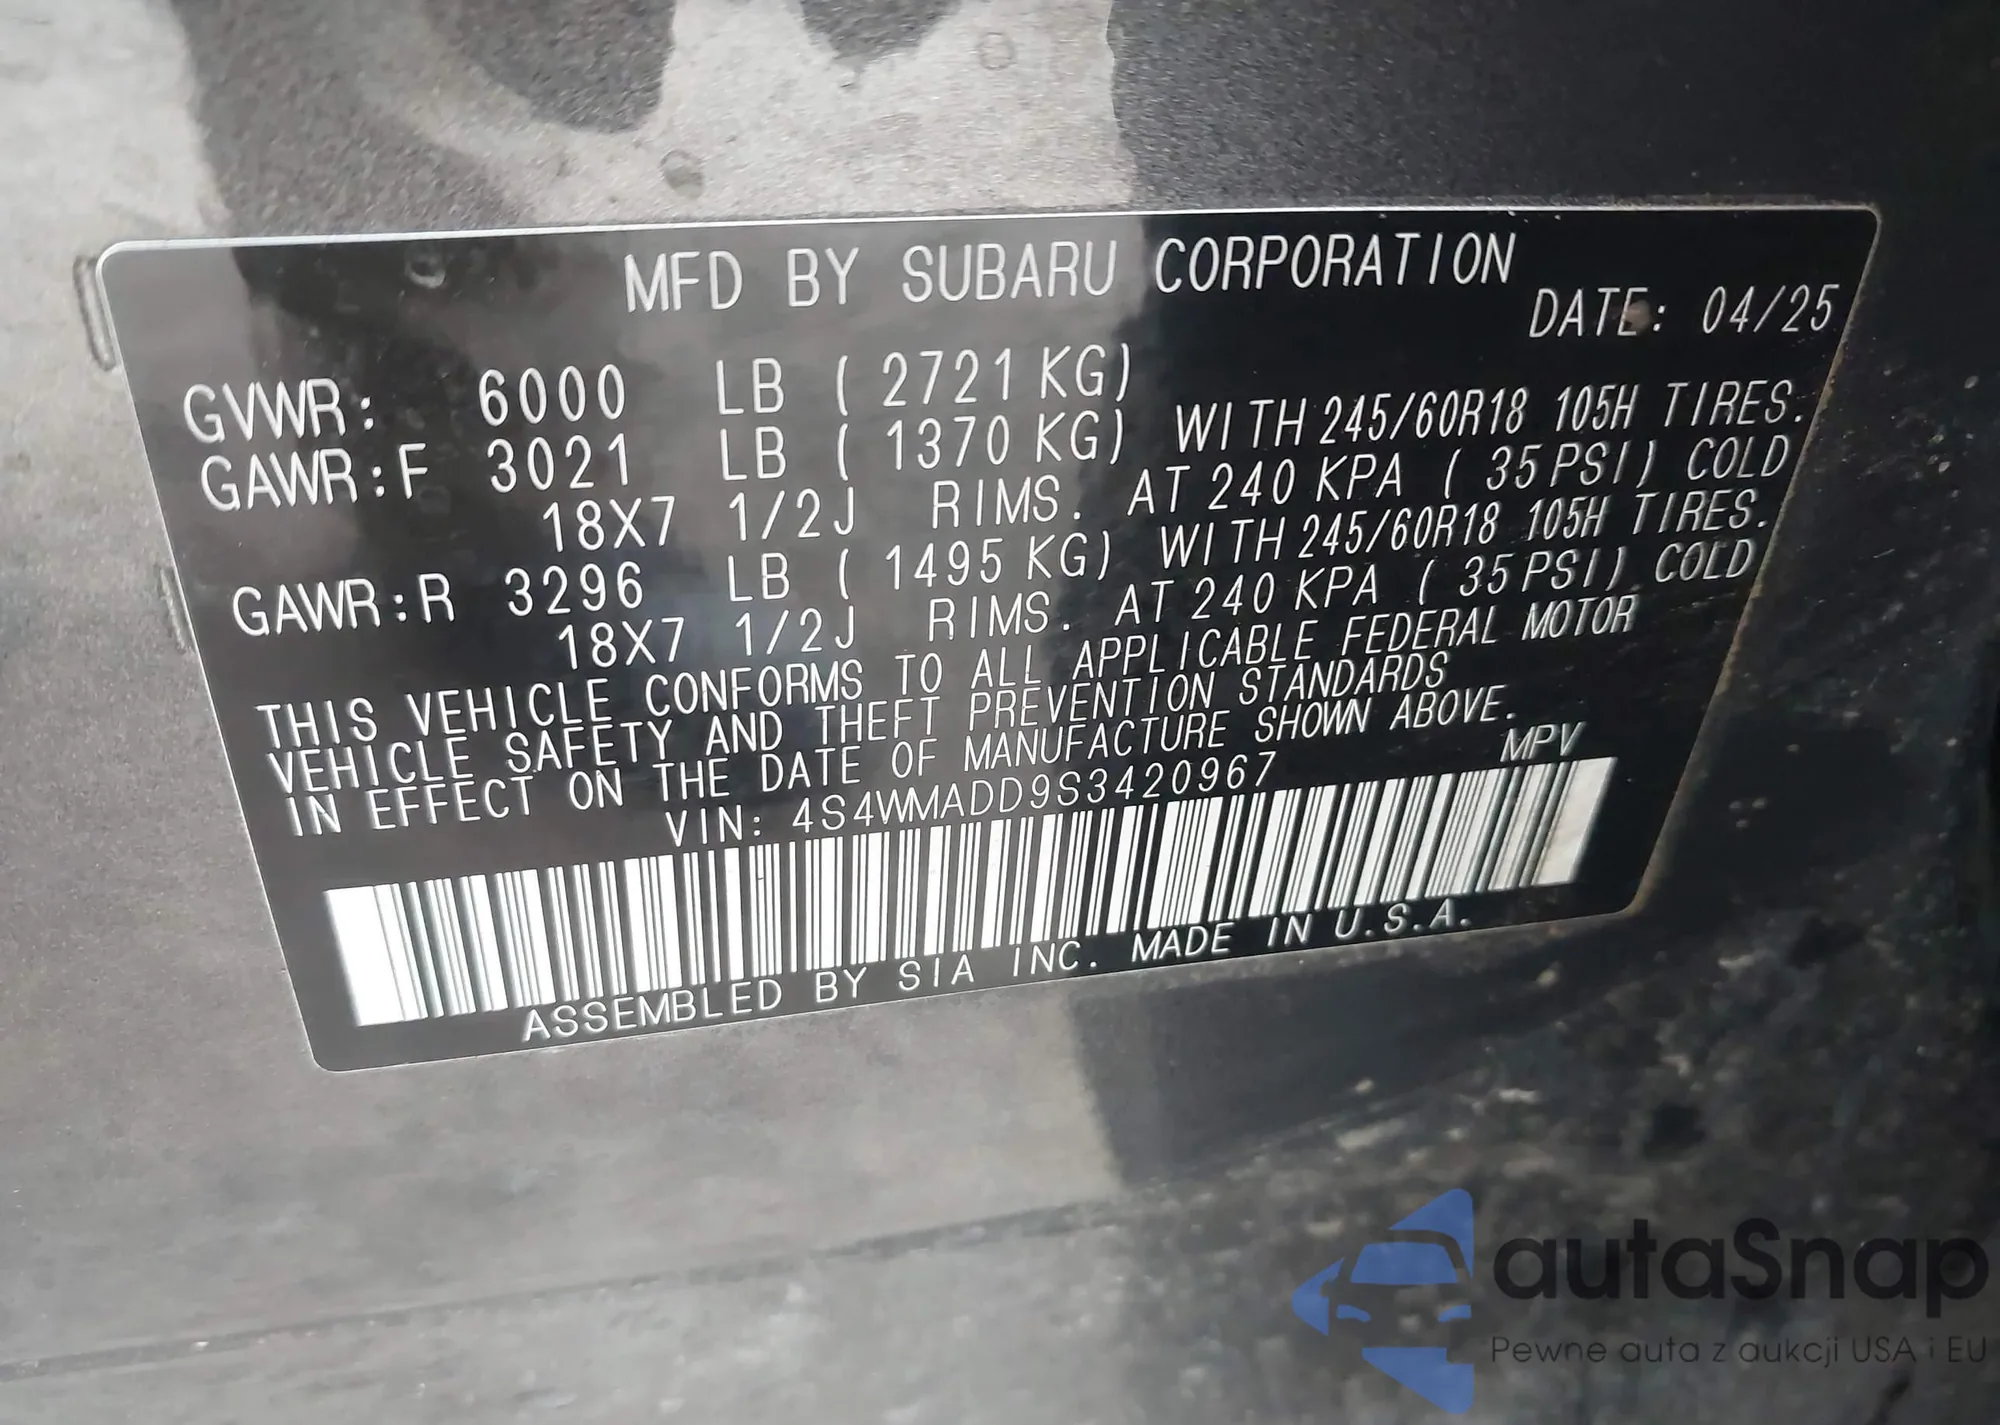 MFD BY SUBARU CORPORATION
DATE: 04/25
GVWR: 6000 LB ( 2721 KG)
GAWR:F 3021 LB ( 1370 KG) WITH 245/60R18 105H TIRES.
18X7 1/2J RIMS. AT 240 KPA ( 35 PSI) COLD
GAWR:R 3296 LB ( 1495 KG) WITH 245/60R18 105H TIRES.
18X7 1/2J RIMS. AT 240 KPA ( 35 PSI) COLD
THIS VEHICLE CONFORMS TO ALL APPLICABLE FEDERAL MOTOR
VEHICLE SAFETY AND THEFT PREVENTION STANDARDS
IN EFFECT ON THE DATE OF MANUFACTURE SHOWN ABOVE.
VIN: 4S4WMADD9S3420967 MPV
ASSEMBLED BY SIA INC. MADE IN U.S.A.
autaSnap
Pewne auta z aukcji USA i EU